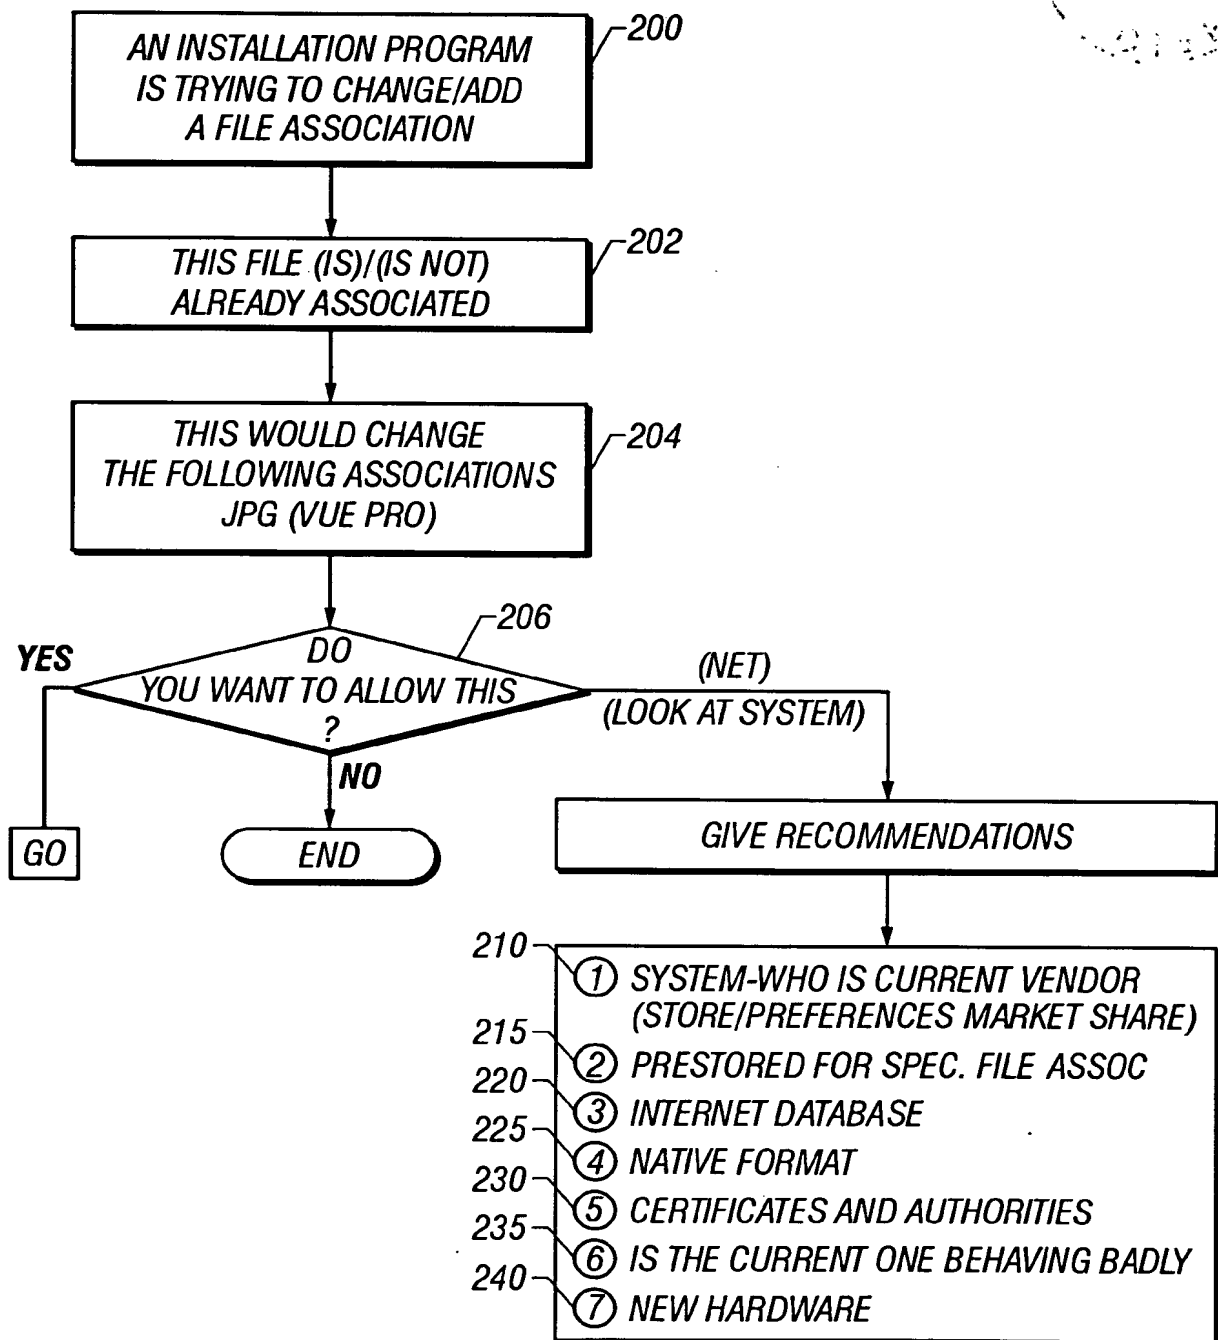 AN INSTALLATION PROGRAM
IS TRYING TO CHANGE/ADD
A FILE ASSOCIATION
200
THIS FILE (IS)/(IS NOT)
ALREADY ASSOCIATED
202
THIS WOULD CHANGE
THE FOLLOWING ASSOCIATIONS
JPG (VUE PRO)
204
206
DO
YOU WANT TO ALLOW THIS
?
YES
(NET)
(LOOK AT SYSTEM)
NO
GO
END
GIVE RECOMMENDATIONS
210
1 SYSTEM-WHO IS CURRENT VENDOR
(STORE/PREFERENCES MARKET SHARE)
215
2 PRESTORED FOR SPEC. FILE ASSOC
220
3 INTERNET DATABASE
225
4 NATIVE FORMAT
230
5 CERTIFICATES AND AUTHORITIES
235
6 IS THE CURRENT ONE BEHAVING BADLY
240
7 NEW HARDWARE